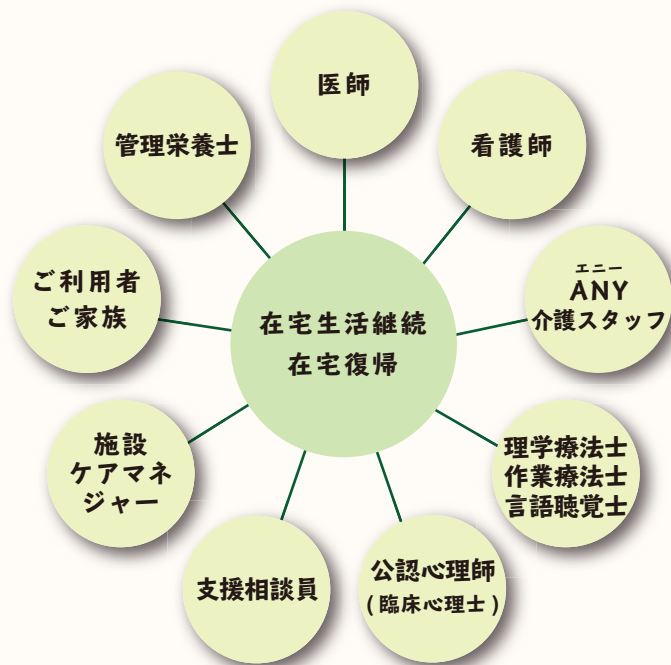 医師
看護師
エニー
ANY
介護スタッフ
理学療法士
作業療法士
言語聴覚士
公認心理師
(臨床心理士)
支援相談員
施設
ケアマネ
ジャー
ご利用者
ご家族
管理栄養士
在宅生活継続
在宅復帰